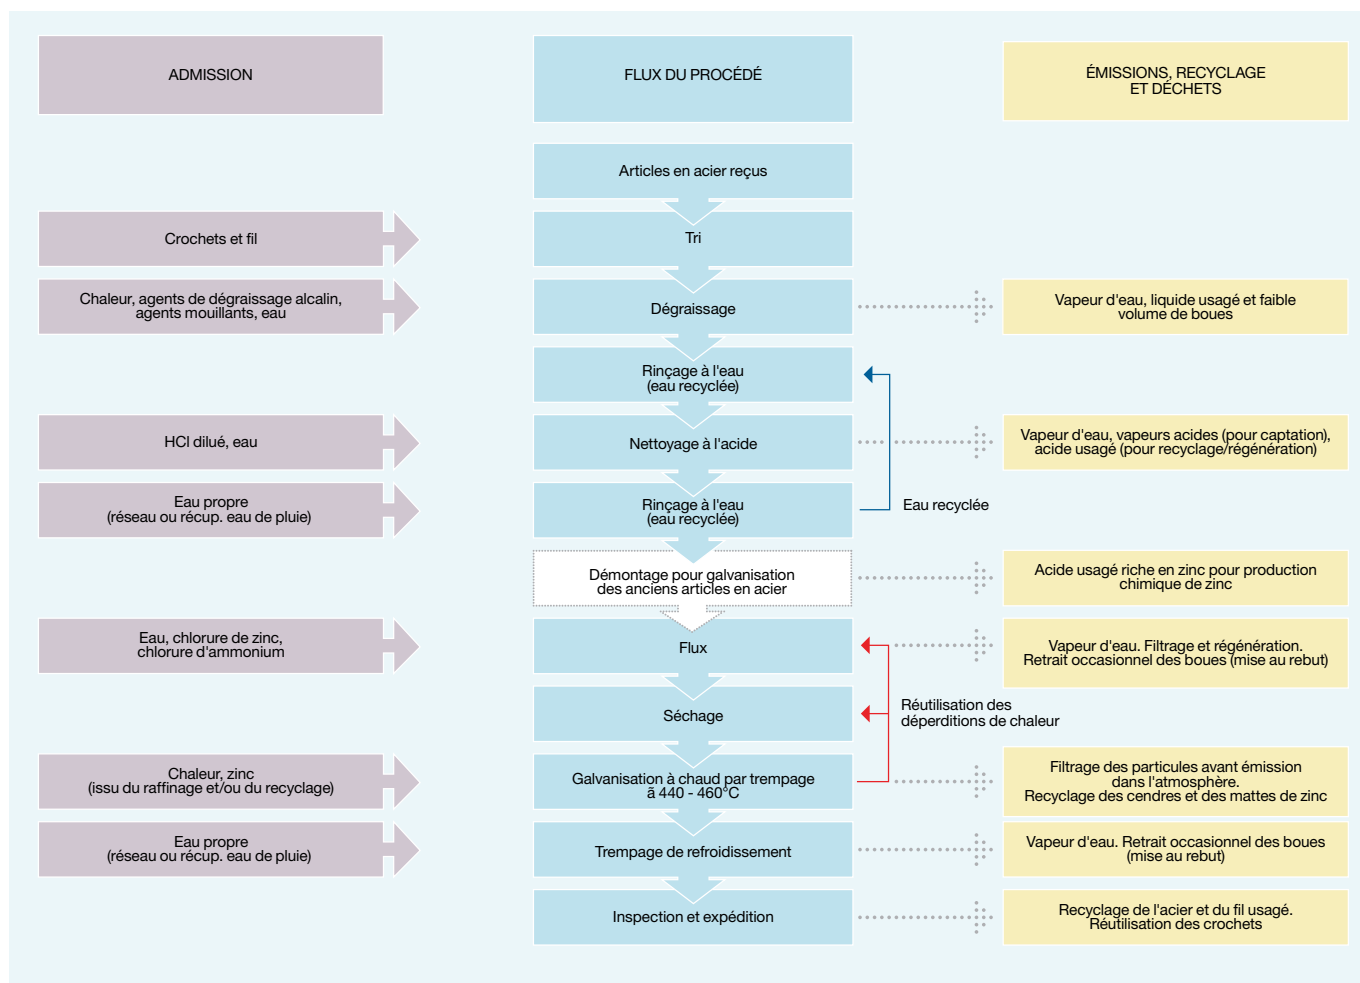 ADMISSION
FLUX DU PROCÉDÉ
ÉMISSIONS, RECYCLAGE
ET DÉCHETS
Articles en acier reçus
Crochets et fil
Tri
Chaleur, agents de dégraissage alcalin,
agents mouillants, eau
Dégraissage
Vapeur d'eau, liquide usagé et faible
volume de boues
Rinçage à l'eau
(eau recyclée)
HCl dilué, eau
Nettoyage à l'acide
Vapeur d'eau, vapeurs acides (pour captation),
acide usagé (pour recyclage/régénération)
Eau propre
(réseau ou récup. eau de pluie)
Rinçage à l'eau
(eau recyclée)
Eau recyclée
Démontage pour galvanisation
des anciens articles en acier
Acide usagé riche en zinc pour production
chimique de zinc
Eau, chlorure de zinc,
chlorure d'ammonium
Flux
Vapeur d'eau. Filtrage et régénération.
Retrait occasionnel des boues (mise au rebut)
Séchage
Réutilisation des
déperditions de chaleur
Chaleur, zinc
(issu du raffinage et/ou du recyclage)
Galvanisation à chaud par trempage
ã 440 - 460°C
Filtrage des particules avant émission
dans l'atmosphère.
Recyclage des cendres et des mattes de zinc
Eau propre
(réseau ou récup. eau de pluie)
Trempage de refroidissement
Vapeur d'eau. Retrait occasionnel des boues
(mise au rebut)
Inspection et expédition
Recyclage de l'acier et du fil usagé.
Réutilisation des crochets